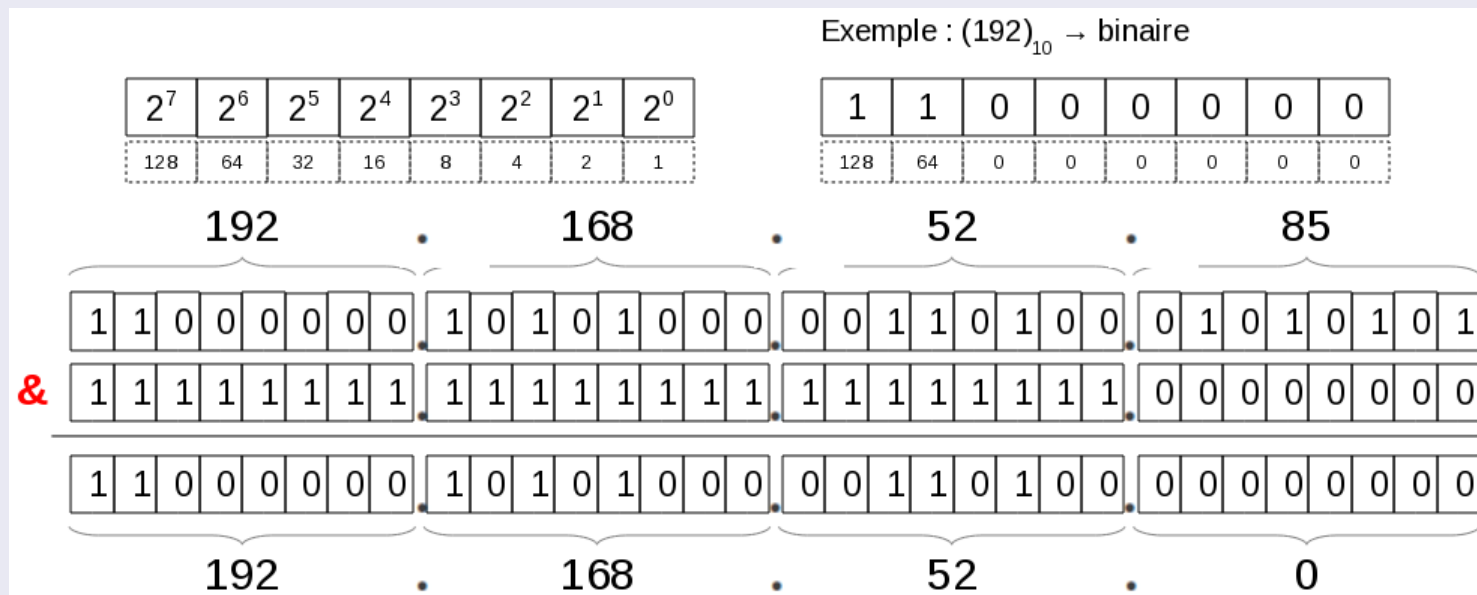 Exemple : (192)10 → binaire
2^7 2^6 2^5 2^4 2^3 2^2 2^1 2^0 1 1 0 0 0 0 0 0
128 64 32 16 8 4 2 1 128 64 0 0 0 0 0 0
192 . 168 . 52 . 85
1 1 0 0 0 0 0 0 . 1 0 1 0 1 0 0 0 . 0 0 1 1 0 1 0 0 . 0 1 0 1 0 1 0 1
& 1 1 1 1 1 1 1 1 . 1 1 1 1 1 1 1 1 . 1 1 1 1 1 1 1 1 . 0 0 0 0 0 0 0 0
1 1 0 0 0 0 0 0 . 1 0 1 0 1 0 0 0 . 0 0 1 1 0 1 0 0 . 0 0 0 0 0 0 0 0
192 . 168 . 52 . 0